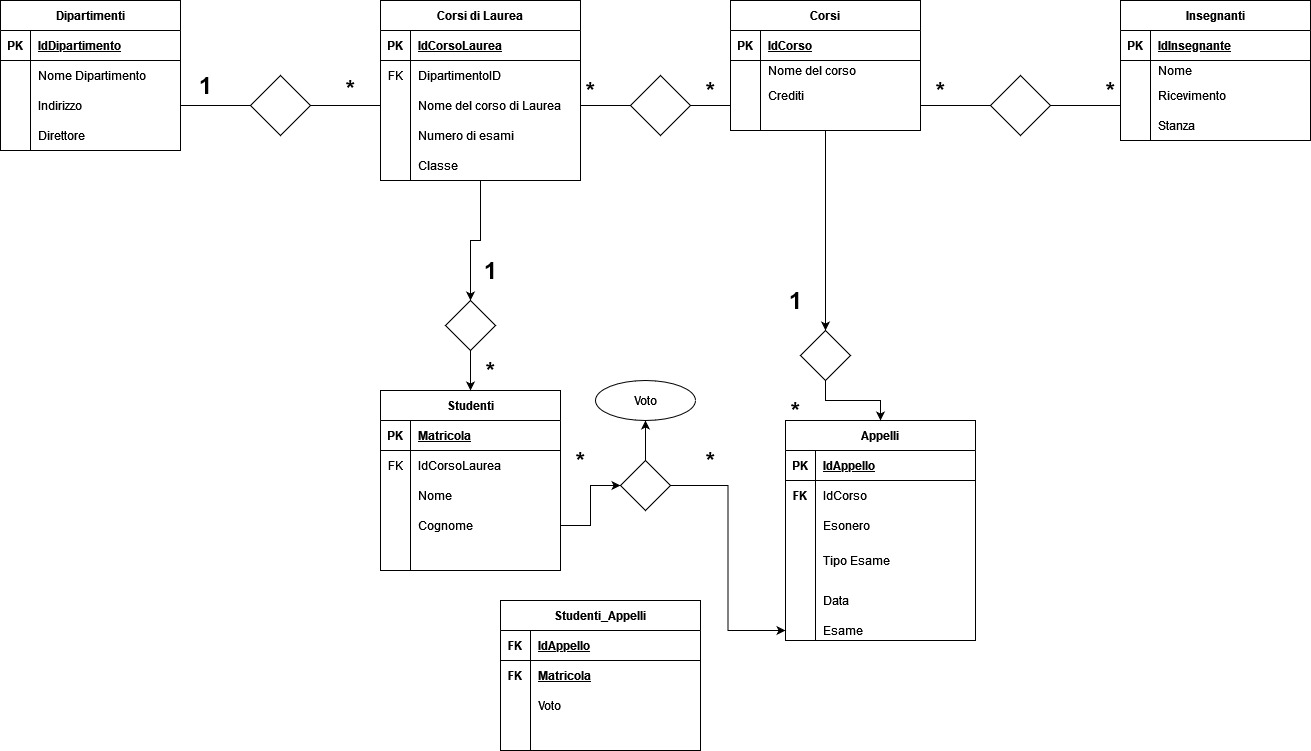 Dipartimenti
PK IdDipartimento
Nome Dipartimento
Indirizzo
Direttore
1
*
Corsi di Laurea
PK IdCorsoLaurea
FK DipartimentoID
Nome del corso di Laurea
Numero di esami
Classe
*
*
Corsi
PK IdCorso
Nome del corso
Crediti
*
*
Insegnanti
PK IdInsegnante
Nome
Ricevimento
Stanza
1
*
1
*
Studenti
PK Matricola
FK IdCorsoLaurea
Nome
Cognome
*
Voto
*
Appelli
PK IdAppello
FK IdCorso
Esonero
Tipo Esame
Data
Esame
Studenti_Appelli
FK IdAppello
FK Matricola
Voto